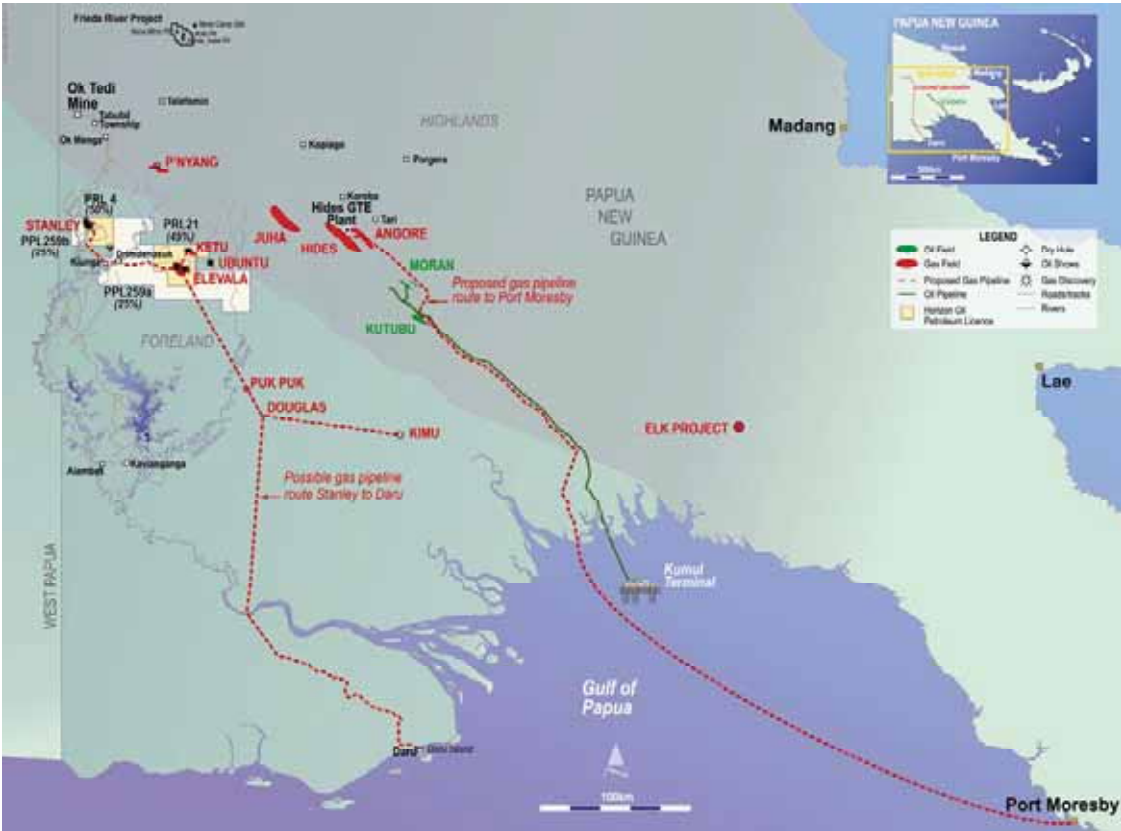 Frieda River Project
PAPUA NEW GUINEA
Port Moresby
Daru
Ok Tedi
Mine
Telefomin
Tabubil
Township
Ok Menga
HIGHLANDS
Madang
Kopiago
Porgera
P'NYANG
PRL 4
(50%)
STANLEY
PPL259b
(25%)
Kiunga
PRL21
(45%)
KETU
UBUNTU
ELEVALA
PPL259a
(25%)
JUHA
Koroba
Hides GTE
Plant
Tari
HIDES
ANGORE
PAPUA
NEW
GUINEA
MORAN
Proposed gas pipeline
route to Port Moresby
KUTUBU
LEGEND
Oil Field
Gas Field
Proposed Gas Pipeline
Oil Pipeline
Horizon Oil
Petroleum Licence
Dry Hole
Oil Shows
Gas Discovery
Roads/tracks
Rivers
FORELAND
Lae
PUK PUK
DOUGLAS
KIMU
ELK PROJECT
Aiambak
Kaviananga
Possible gas pipeline
route Stanley to Daru
WEST PAPUA
Kumul
Terminal
Gulf of
Papua
Daru
100km
Port Moresby